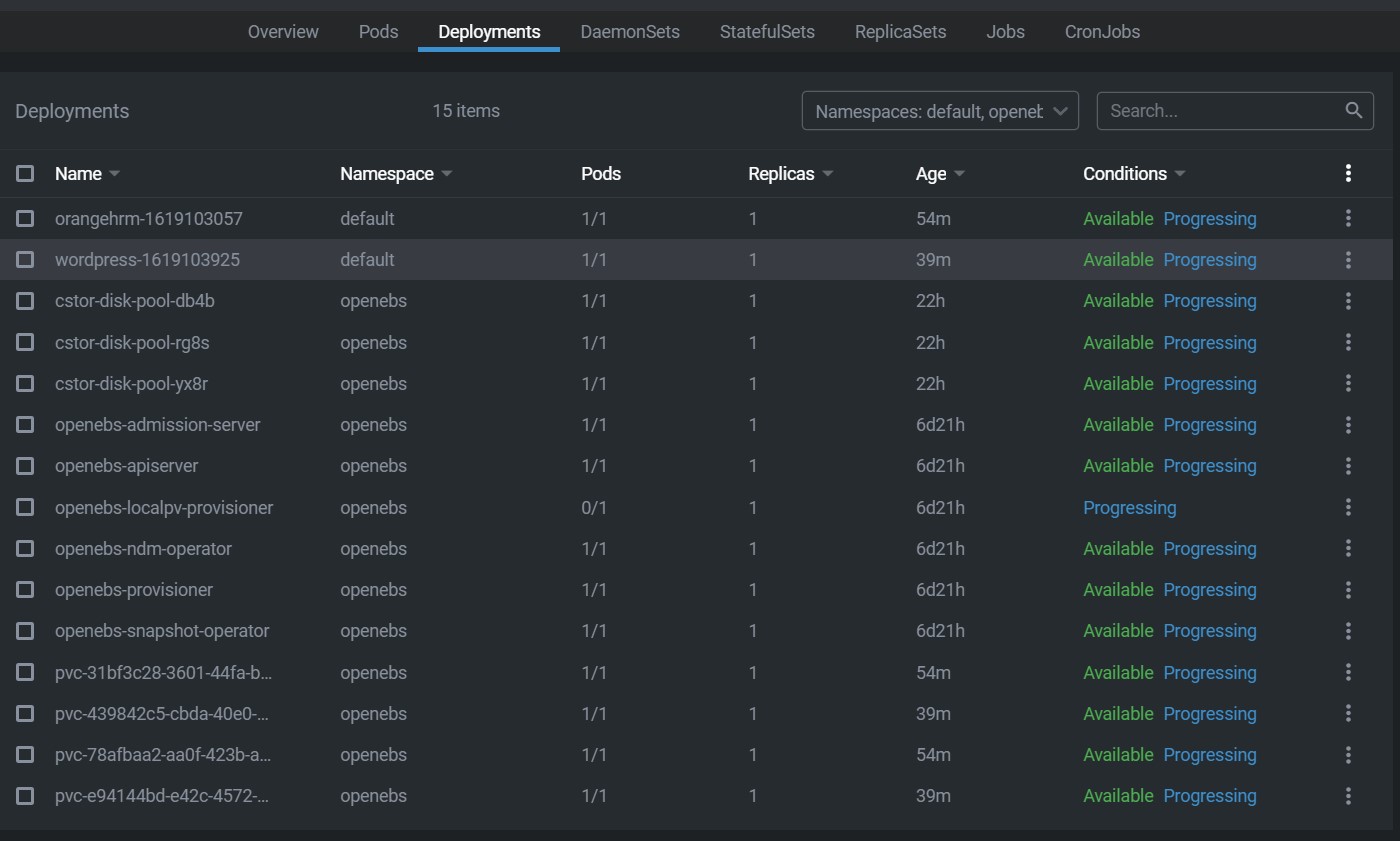 Overview Pods Deployments DaemonSets StatefulSets ReplicaSets Jobs CronJobs
Deployments 15 items Namespaces: default, openeb Search...
Name Namespace Pods Replicas Age Conditions
orangehrm-1619103057 default 1/1 1 54m Available Progressing
wordpress-1619103925 default 1/1 1 39m Available Progressing
cstor-disk-pool-db4b openebs 1/1 1 22h Available Progressing
cstor-disk-pool-rg8s openebs 1/1 1 22h Available Progressing
cstor-disk-pool-yx8r openebs 1/1 1 22h Available Progressing
openebs-admission-server openebs 1/1 1 6d21h Available Progressing
openebs-apiserver openebs 1/1 1 6d21h Available Progressing
openebs-localpv-provisioner openebs 0/1 1 6d21h Progressing
openebs-ndm-operator openebs 1/1 1 6d21h Available Progressing
openebs-provisioner openebs 1/1 1 6d21h Available Progressing
openebs-snapshot-operator openebs 1/1 1 6d21h Available Progressing
pvc-31bf3c28-3601-44fa-b... openebs 1/1 1 54m Available Progressing
pvc-439842c5-cbda-40e0-... openebs 1/1 1 39m Available Progressing
pvc-78afbaa2-aa0f-423b-a... openebs 1/1 1 54m Available Progressing
pvc-e94144bd-e42c-4572-... openebs 1/1 1 39m Available Progressing